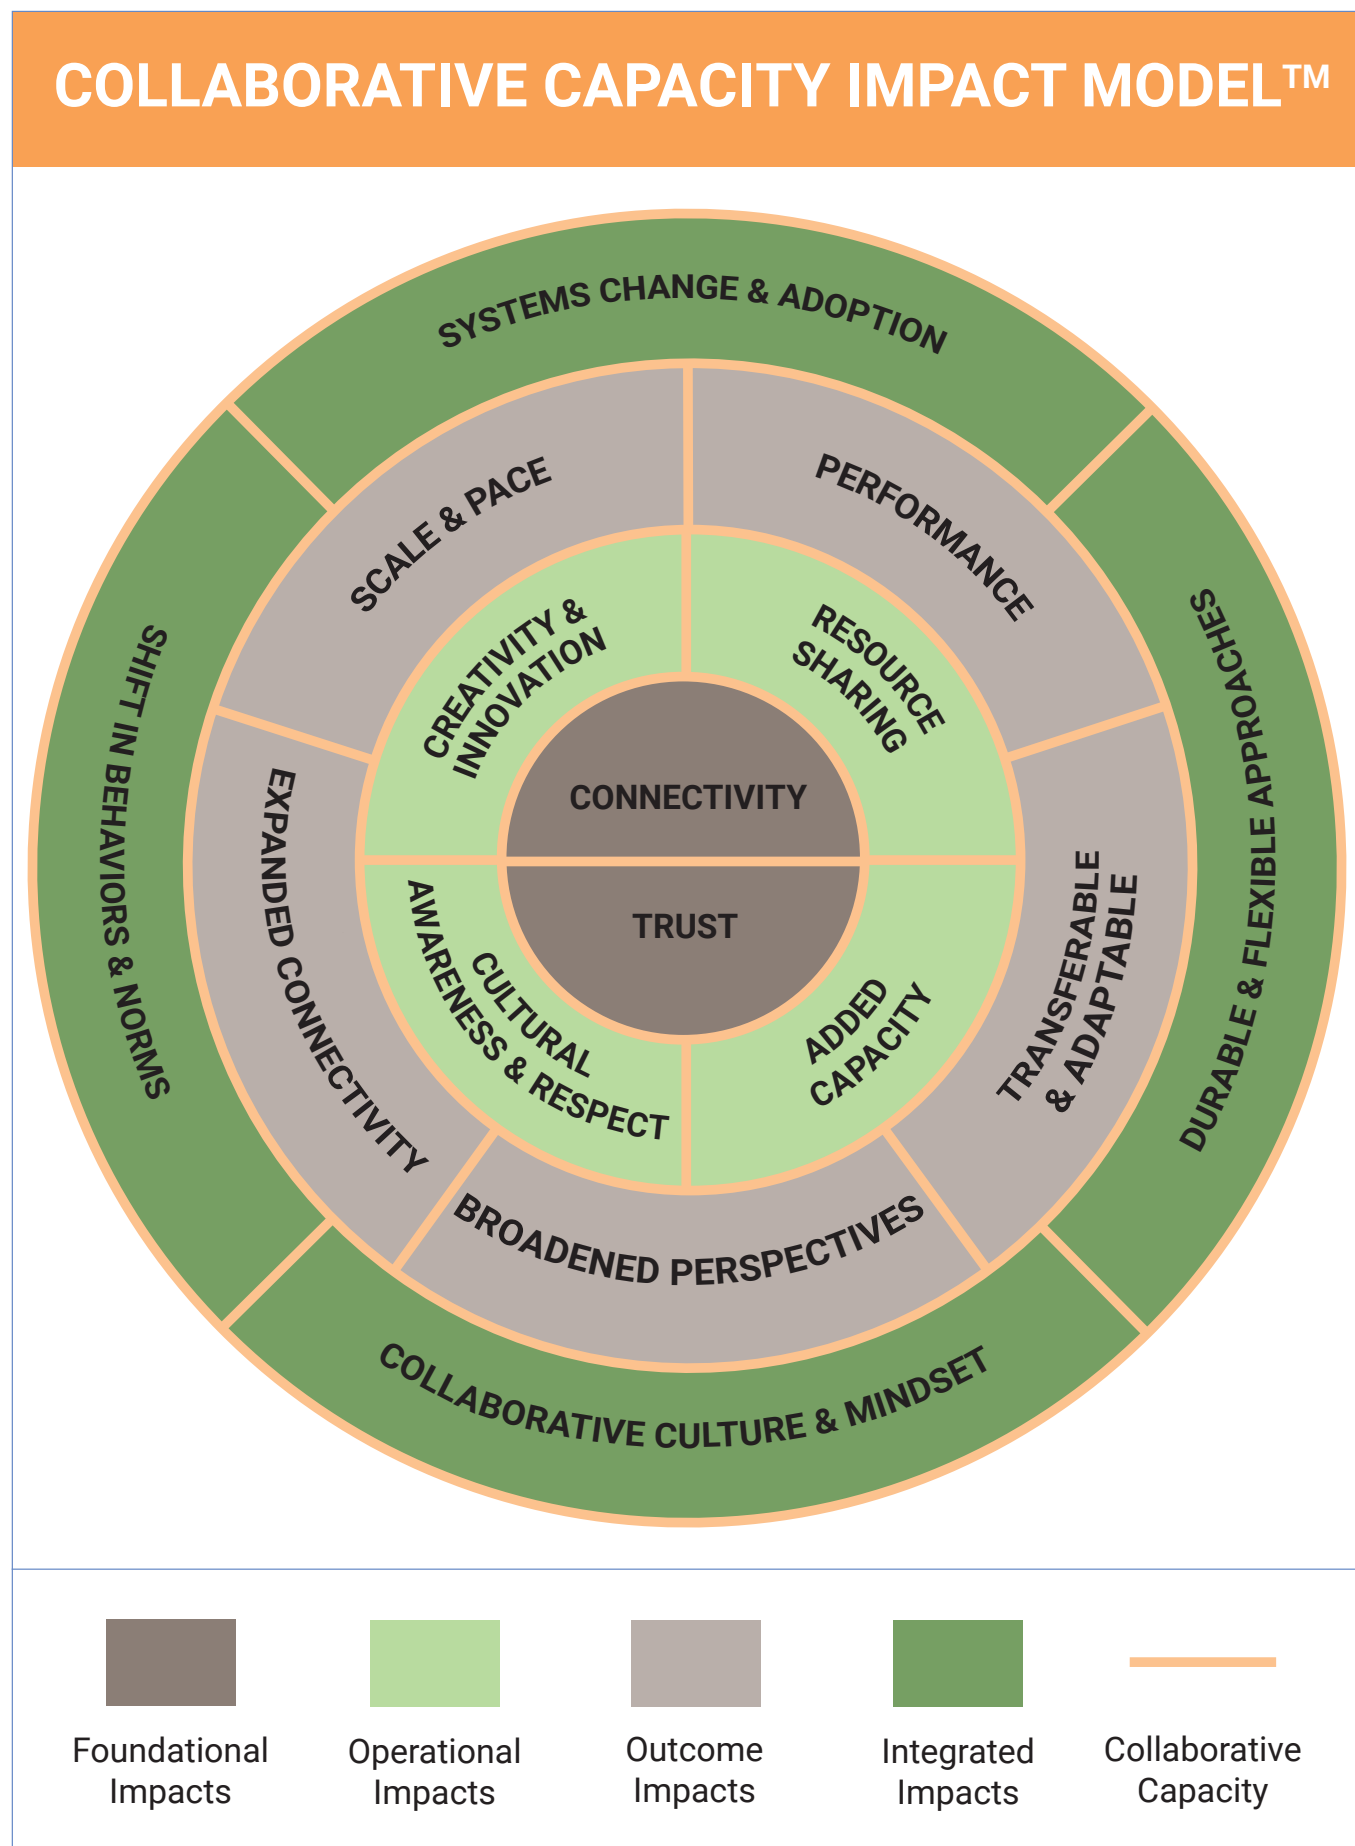 COLLABORATIVE CAPACITY IMPACT MODEL™
SYSTEMS CHANGE & ADOPTION
SCALE & PACE
PERFORMANCE
CREATIVITY &
INNOVATION
RESOURCE
SHARING
CONNECTIVITY
TRUST
SHIFT IN BEHAVIORS & NORMS
EXPANDED CONNECTIVITY
CULTURAL
AWARENESS & RESPECT
ADDED
CAPACITY
TRANSFERABLE
& ADAPTABLE
DURABLE & FLEXIBLE APPROACHES
BROADENED PERSPECTIVES
COLLABORATIVE CULTURE & MINDSET
Foundational
Impacts
Operational
Impacts
Outcome
Impacts
Integrated
Impacts
Collaborative
Capacity